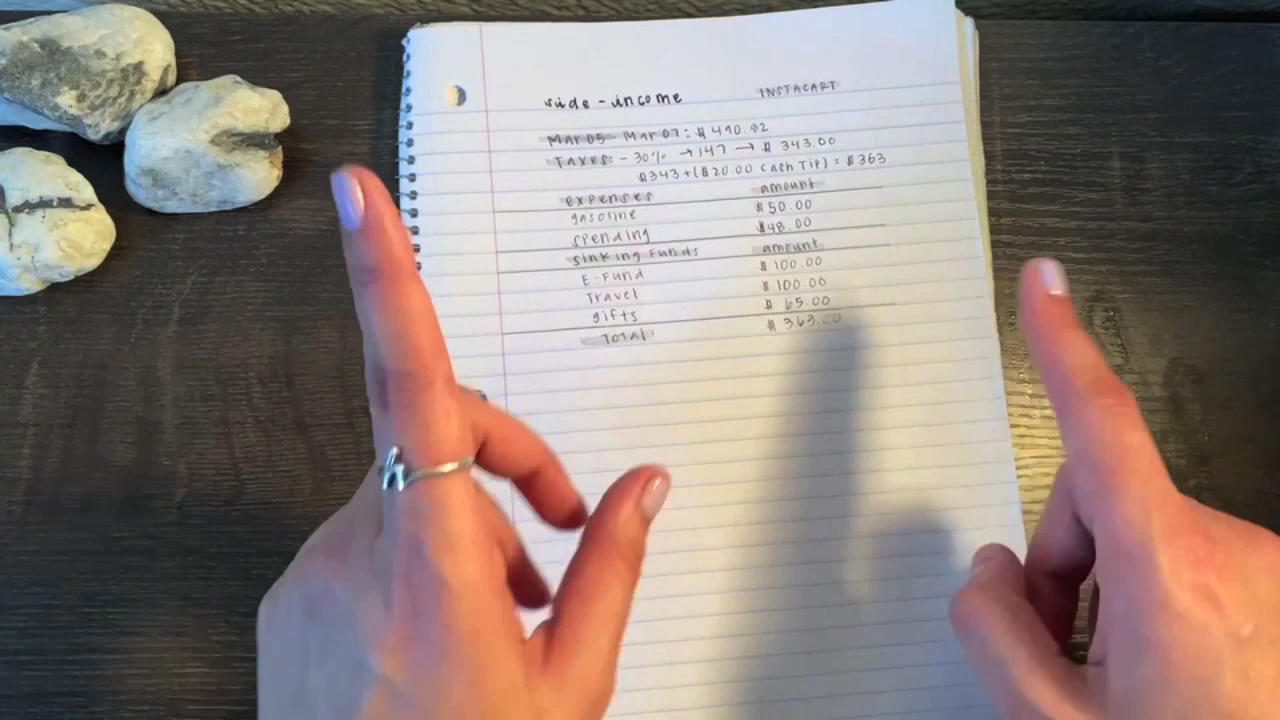 side-income INSTACART
Mar 05 - Mar 07: $490.82
TAXES: -30% → 147 → $343.00
$343+($20.00 Cash Tip) = $363
expenses amount
gasoline $50.00
spending $48.00
sinking Funds amount
E-Fund $100.00
Travel $100.00
gifts $65.00
TOTAL: $363.00